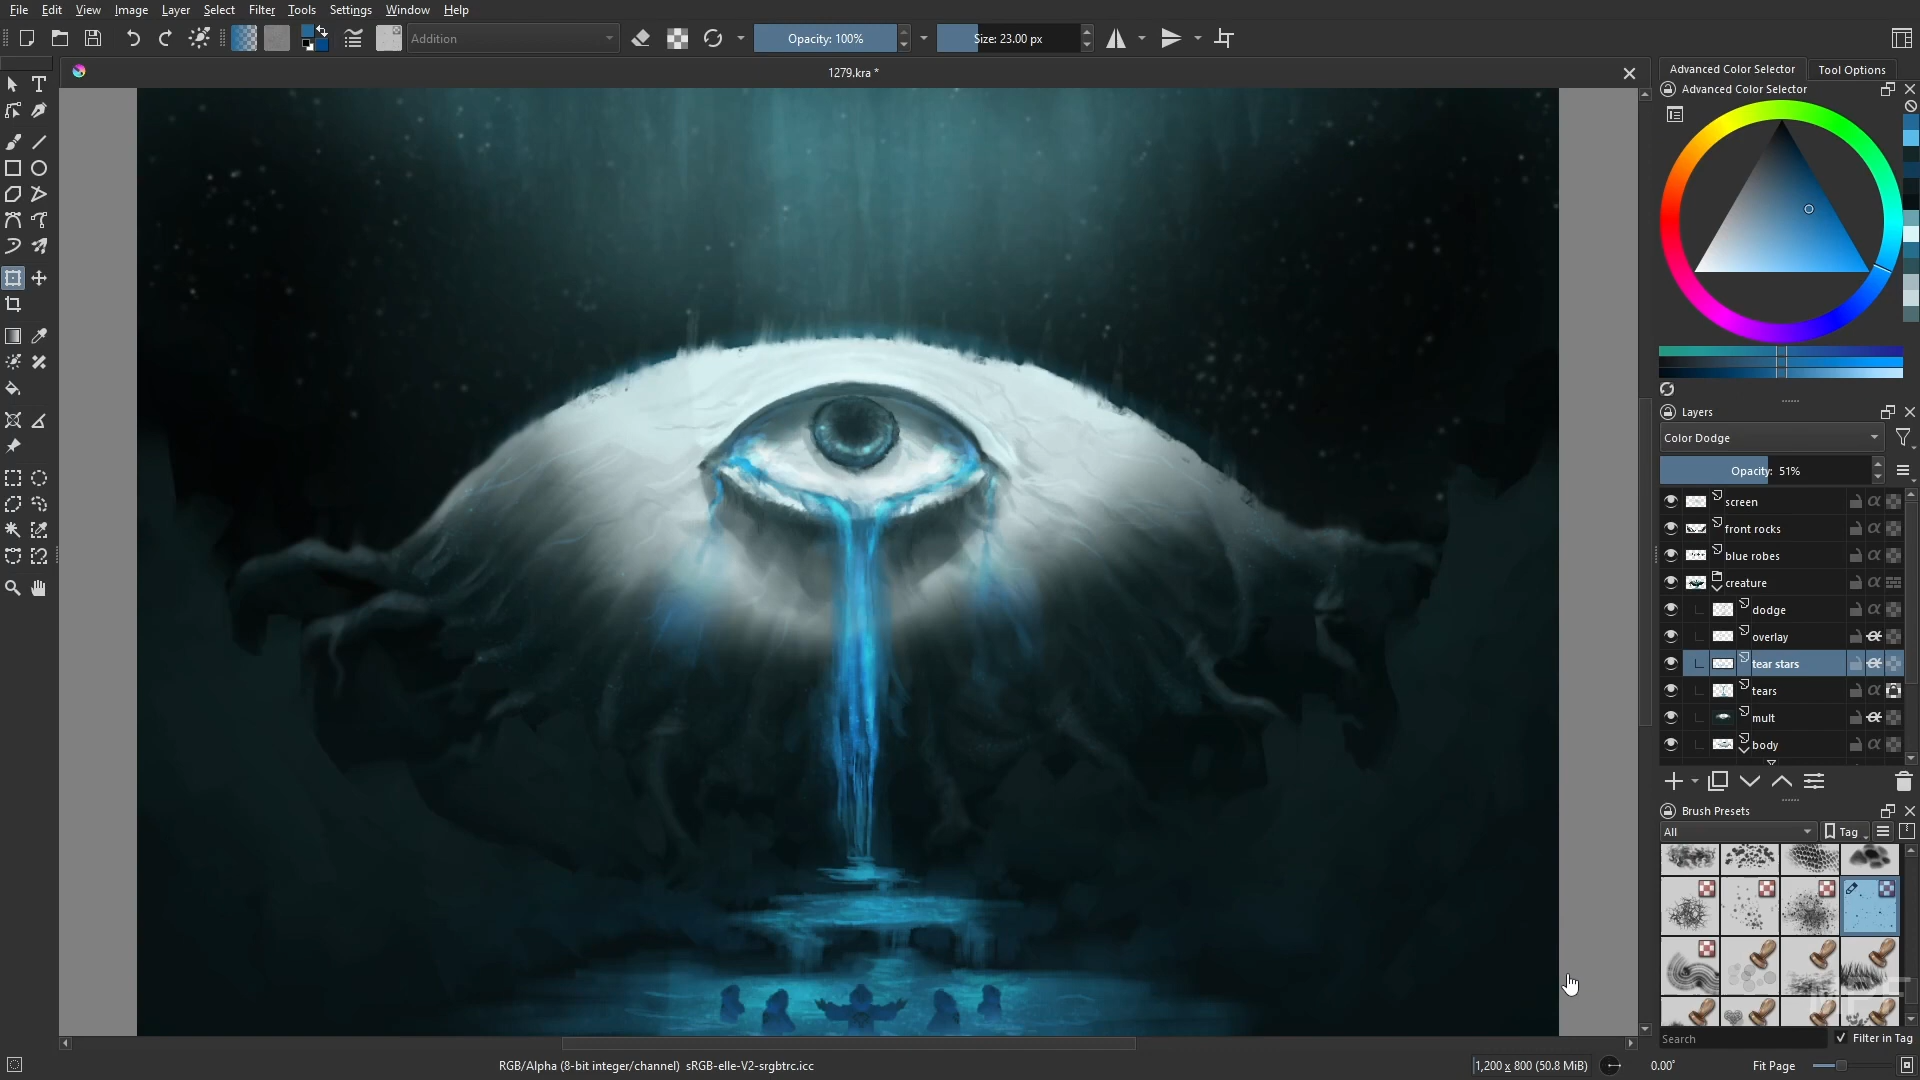 File Edit View Image Layer Select Filter Tools Settings Window Help
Addition
Opacity: 100%
Size: 23.00 px
1279.kra *
Advanced Color Selector
Tool Options
Advanced Color Selector
Layers
Color Dodge
Opacity: 51%
screen
front rocks
blue robes
creature
dodge
overlay
tear stars
tears
mult
body
Brush Presets
All
Tag
Search
Filter in Tag
RGB/Alpha (8-bit integer/channel) sRGB-elle-V2-srgbtrc.icc
1,200 x 800 (50.8 MiB)
0.00°
Fit Page